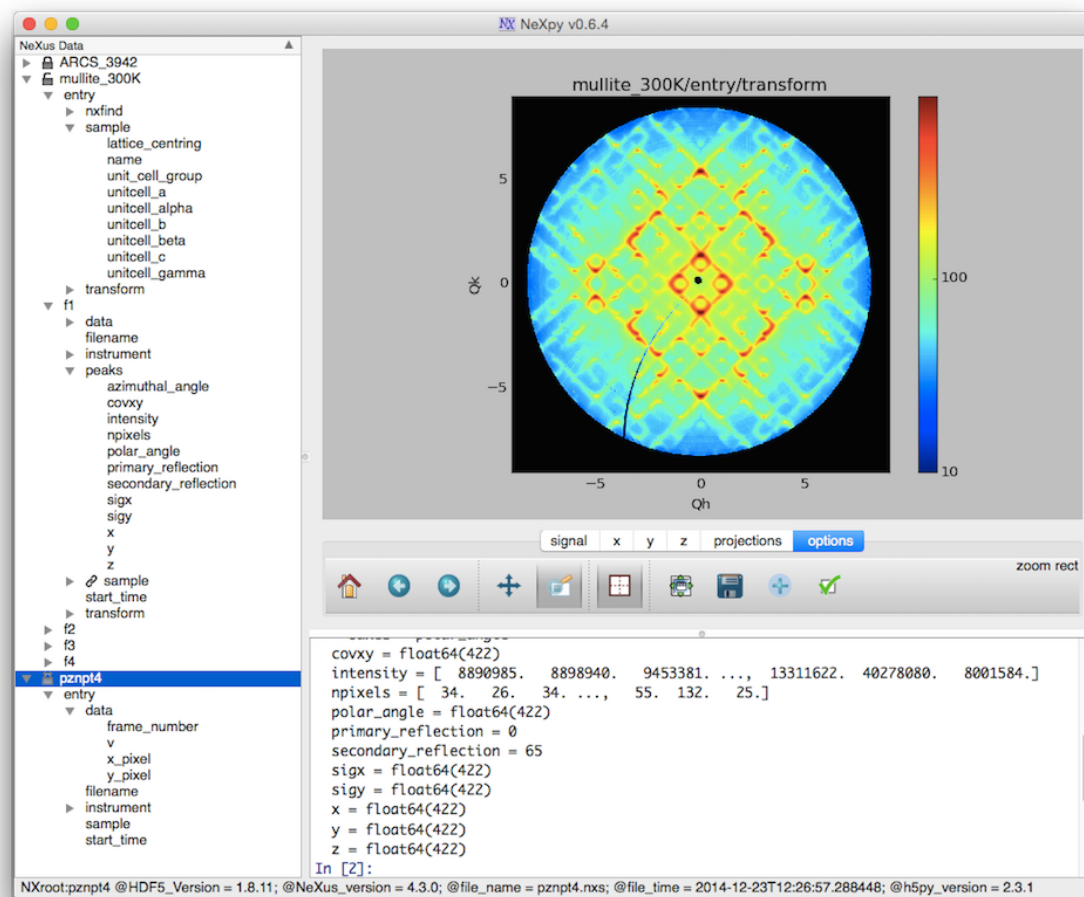 NeXpy v0.6.4
NeXus Data
ARCS_3942
mullite_300K
entry
nxfind
sample
lattice_centring
name
unit_cell_group
unitcell_a
unitcell_alpha
unitcell_b
unitcell_beta
unitcell_c
unitcell_gamma
transform
f1
data
filename
instrument
peaks
azimuthal_angle
covxy
intensity
npixels
polar_angle
primary_reflection
secondary_reflection
sigx
sigy
x
y
z
sample
start_time
transform
f2
f3
f4
pznpt4
entry
data
frame_number
v
x_pixel
y_pixel
filename
instrument
sample
start_time
mullite_300K/entry/transform
5
0
−5
Qk
−5 0 5
Qh
100
10
signal x y z projections options
zoom rect
covxy = float64(422)
intensity = [ 8890985. 8898940. 9453381. ..., 13311622. 40278080. 8001584.]
npixels = [ 34. 26. 34. ..., 55. 132. 25.]
polar_angle = float64(422)
primary_reflection = 0
secondary_reflection = 65
sigx = float64(422)
sigy = float64(422)
x = float64(422)
y = float64(422)
z = float64(422)
In [2]:
NXroot:pznpt4 @HDF5_Version = 1.8.11; @NeXus_version = 4.3.0; @file_name = pznpt4.nxs; @file_time = 2014-12-23T12:26:57.288448; @h5py_version = 2.3.1